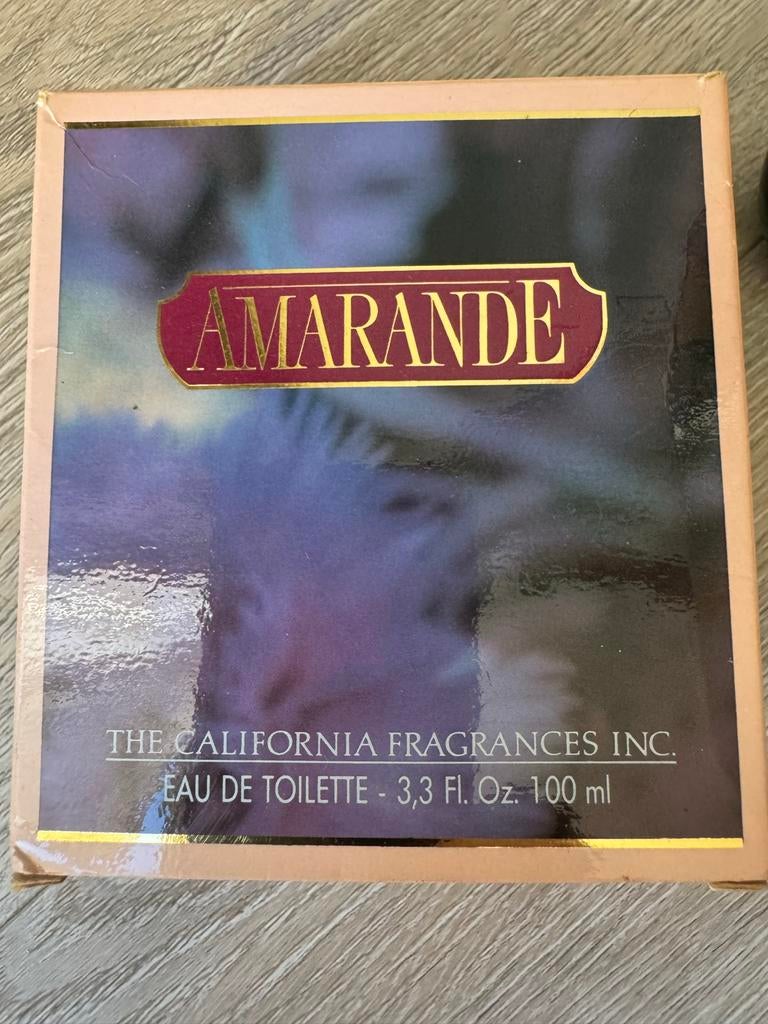 AMARANDE
THE CALIFORNIA FRAGRANCES INC.
EAU DE TOILETTE - 3,3 Fl. Oz. 100 ml